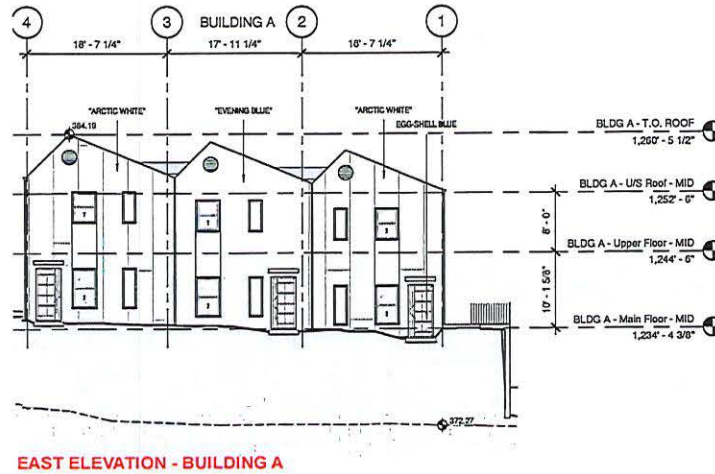 4
3
BUILDING A
2
1
18' - 7 1/4"
17' - 11 1/4"
18' - 7 1/4"
"ARCTIC WHITE"
"EVENING BLUE"
"ARCTIC WHITE"
EGG-SHELL BLUE
384.19
BLDG A - T.O. ROOF
1,260' - 5 1/2"
BLDG A - U/S Roof - MID
1,252' - 6"
8' - 0"
BLDG A - Upper Floor - MID
1,244' - 6"
10' - 1 5/8"
BLDG A - Main Floor - MID
1,234' - 4 3/8"
372.27
EAST ELEVATION - BUILDING A